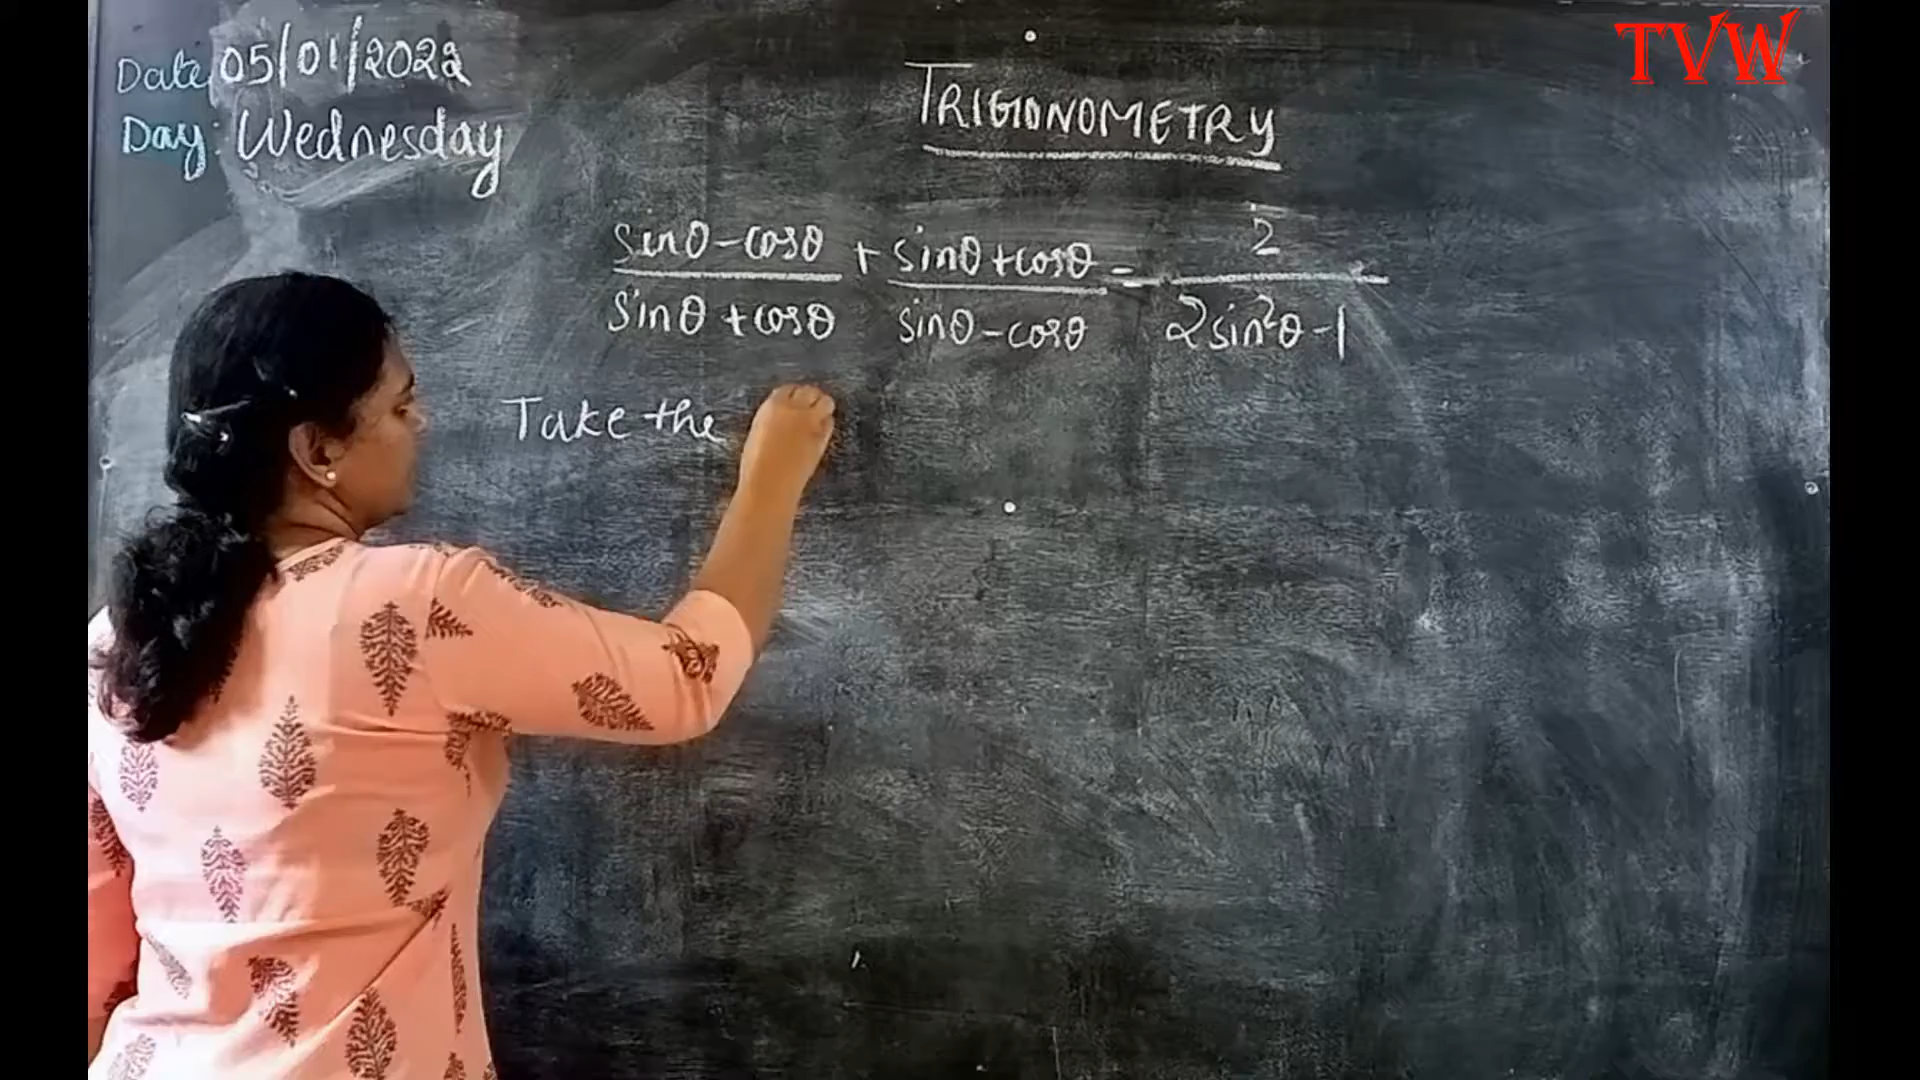 TVW
Date 05/01/2022
Day: Wednesday
TRIGONOMETRY
sinθ-cosθ/sinθ+cosθ + sinθ+cosθ/sinθ-cosθ = 2/2sin²θ-1
Take the